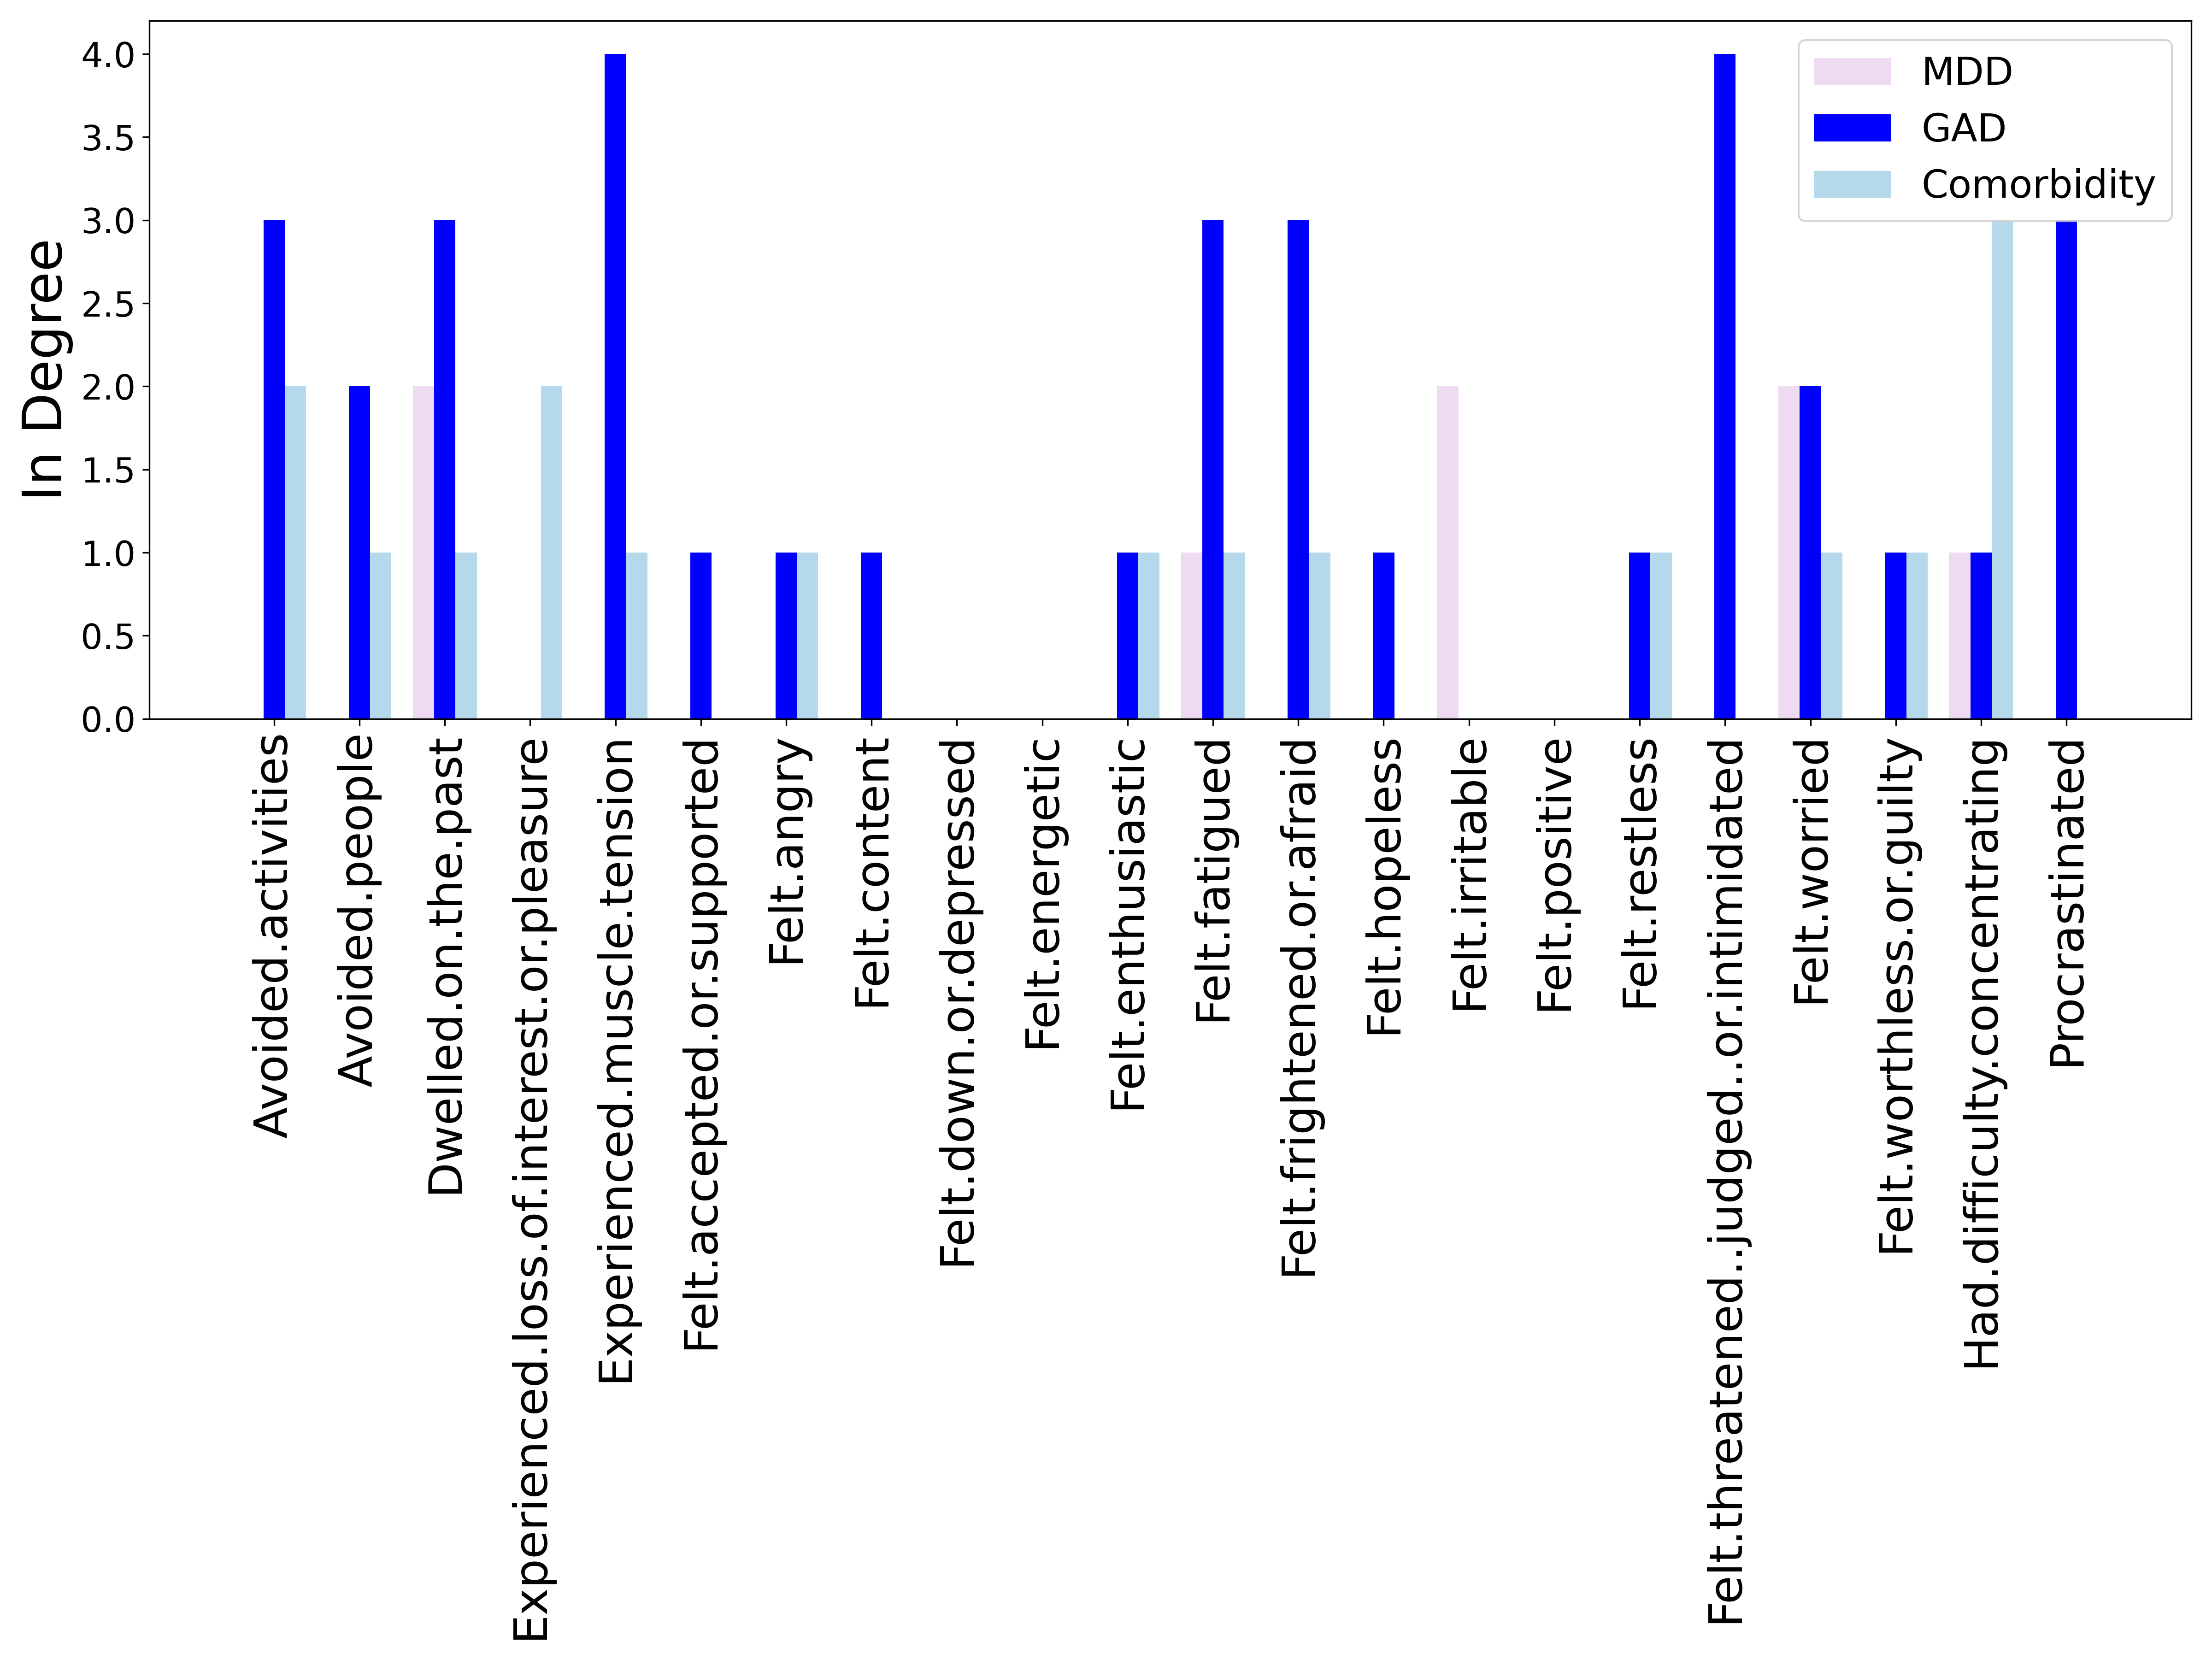 In Degree
4.0
3.5
3.0
2.5
2.0
1.5
1.0
0.5
0.0
MDD
GAD
Comorbidity
Avoided.activities
Avoided.people
Dwelled.on.the.past
Experienced.loss.of.interest.or.pleasure
Experienced.muscle.tension
Felt.accepted.or.supported
Felt.angry
Felt.content
Felt.down.or.depressed
Felt.energetic
Felt.enthusiastic
Felt.fatigued
Felt.frightened.or.afraid
Felt.hopeless
Felt.irritable
Felt.positive
Felt.restless
Felt.threatened..judged..or.intimidated
Felt.worried
Felt.worthless.or.guilty
Had.difficulty.concentrating
Procrastinated